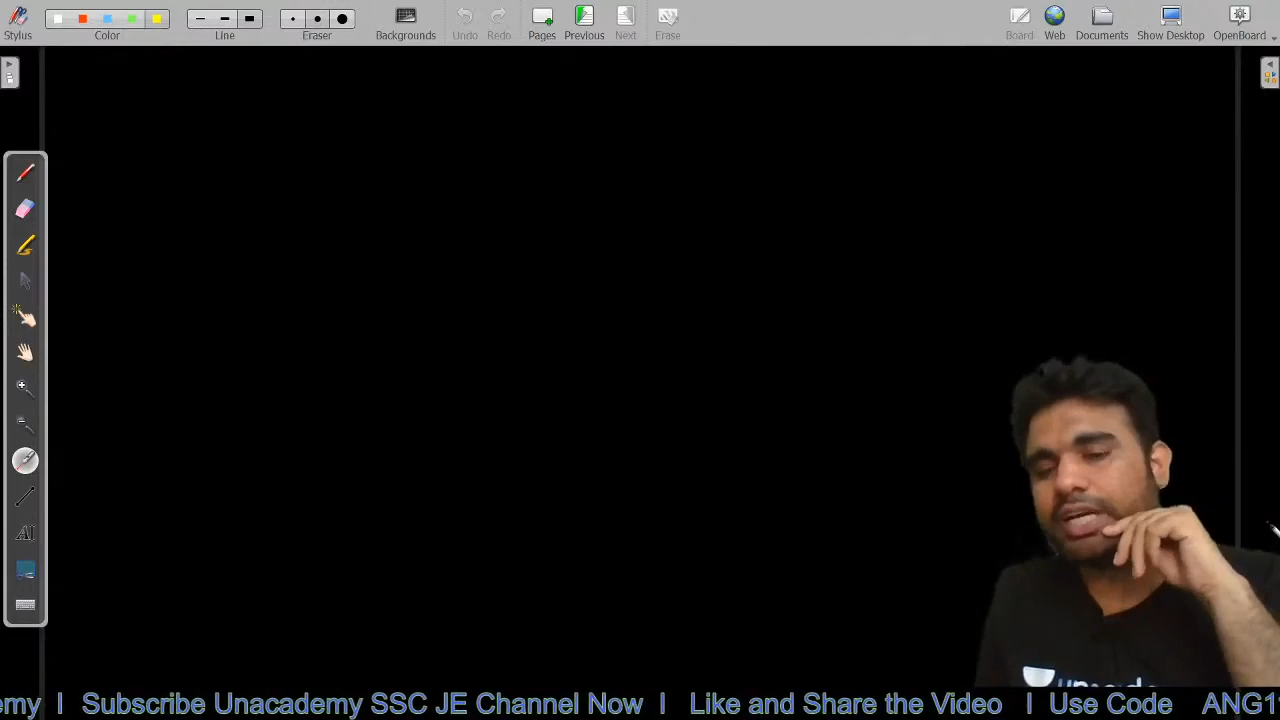 Stylus Color Line Eraser Backgrounds Undo Redo Pages Previous Next Erase Board Web Documents Show Desktop OpenBoard
AI
emy I Subscribe Unacademy SSC JE Channel Now I Like and Share the Video I Use Code ANG1